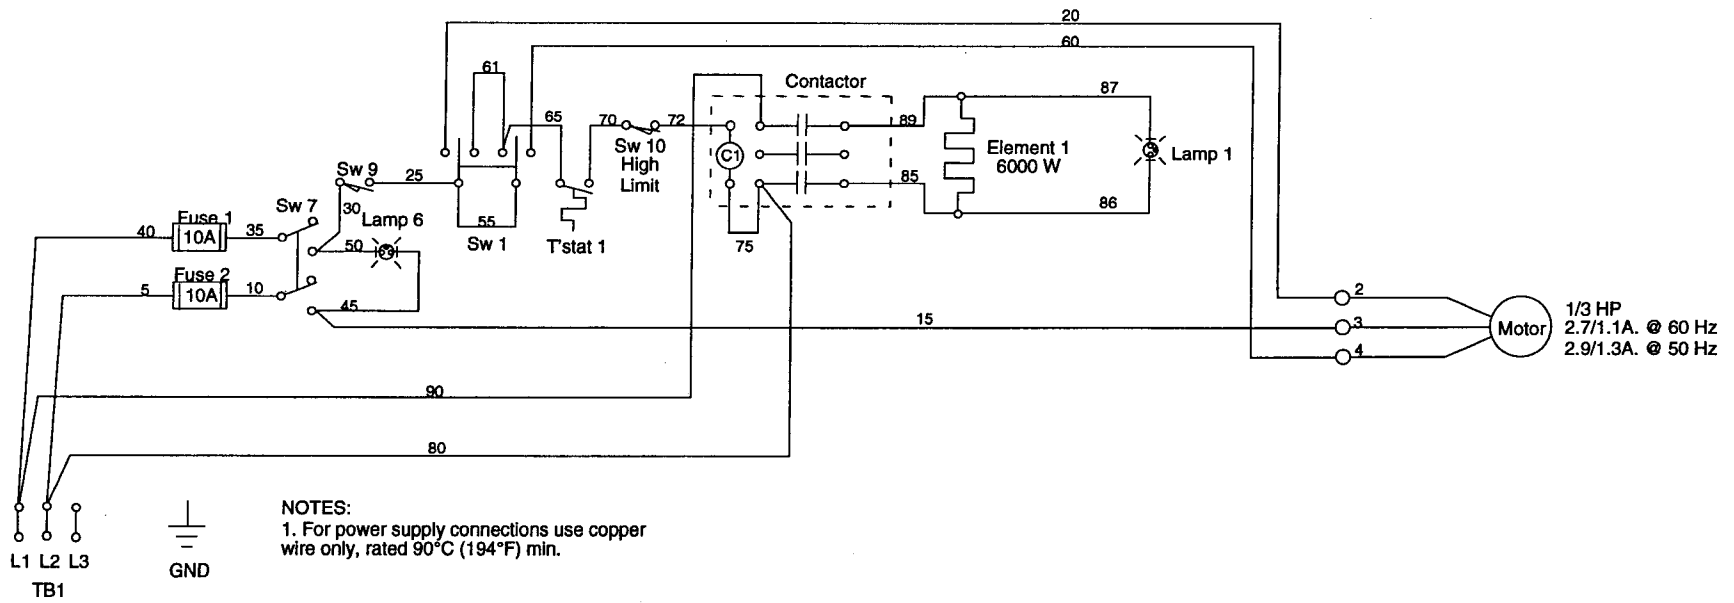 20
60
61
Contactor
87
65
70
72
89
Sw 10
High
Limit
C1
Element 1
6000 W
Lamp 1
Sw 9
25
85
Sw 7
30
Lamp 6
55
86
Fuse 1
40
10A
35
50
Sw 1
T'stat 1
75
Fuse 2
5
10A
10
45
15
2
3
4
Motor
1/3 HP
2.7/1.1A. @ 60 Hz
2.9/1.3A. @ 50 Hz
90
80
NOTES:
1. For power supply connections use copper
wire only, rated 90°C (194°F) min.
L1 L2 L3
TB1
GND